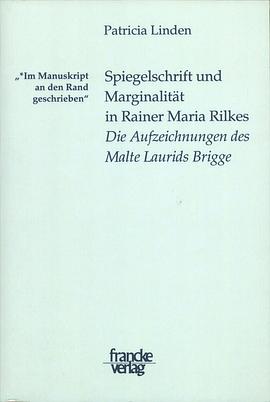 Patricia Linden
„*Im Manuskript
an den Rand
geschrieben“
Spiegelschrift und
Marginalität
in Rainer Maria Rilkes
Die Aufzeichnungen des
Malte Laurids Brigge
francke
verlag